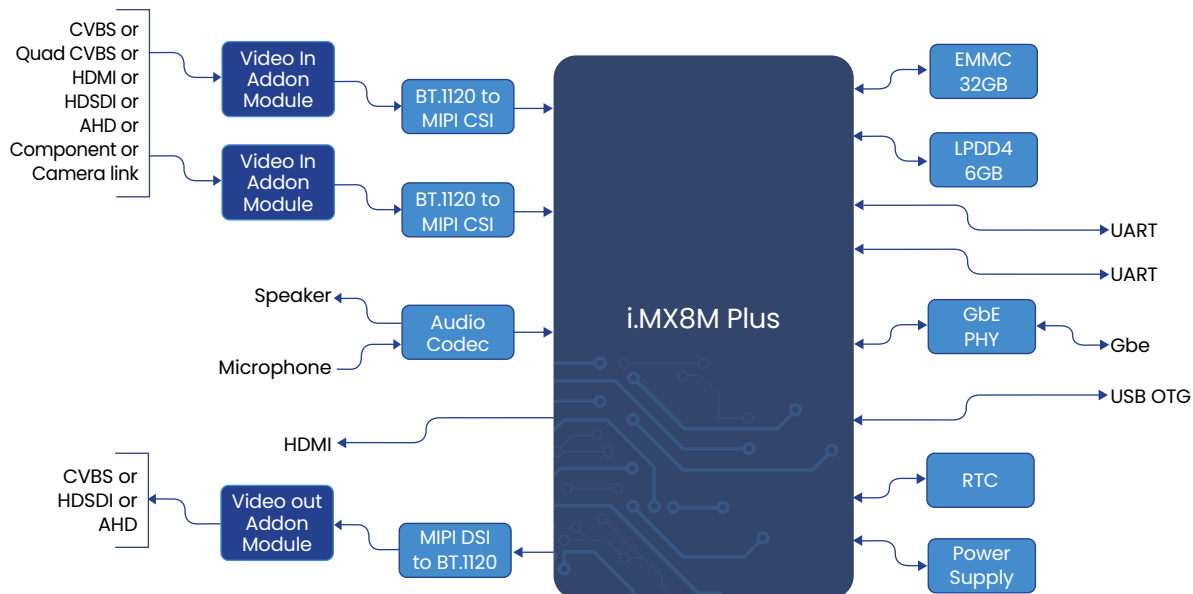 CVBS or
Quad CVBS or
HDMI or
HDSDI or
AHD or
Component or
Camera link
Video In
Addon
Module
BT.1120 to
MIPI CSI
Video In
Addon
Module
BT.1120 to
MIPI CSI
Speaker
Microphone
Audio
Codec
HDMI
CVBS or
HDSDI or
AHD
Video out
Addon
Module
MIPI DSI
to BT.1120
i.MX8M Plus
EMMC
32GB
LPDD4
6GB
UART
UART
GbE
PHY
Gbe
USB OTG
RTC
Power
Supply